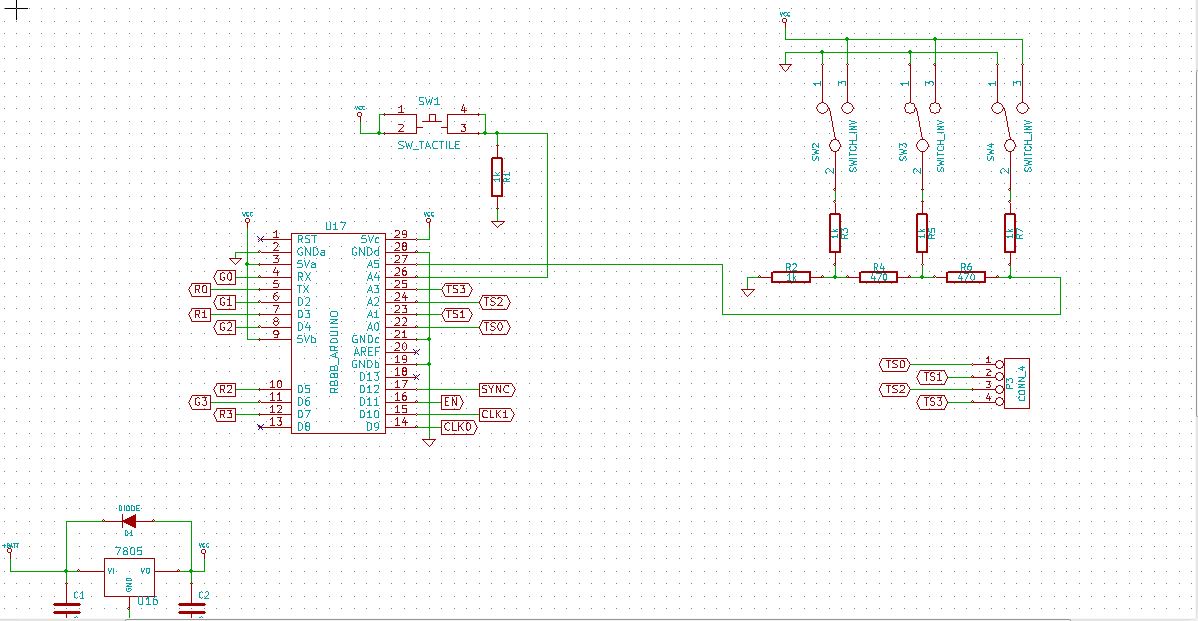 VCC
1 3 1 3 1 3
SW2 SWITCH_INV SW3 SWITCH_INV SW4 SWITCH_INV
2 2 2
1k R3 1k R5 1k R7
R2 R4 R6
1k 470 470
SW1
VCC 1 4
2 3
SW_TACTILE
1k R1
VCC VCC
U17
1 RST 5Vc 29
2 GNDa GNDd 28
3 5Va A5 27
G0 4 RX A4 26
R0 5 TX A3 25 TS3
G1 6 D2 A2 24 TS2
R1 7 D3 A1 23 TS1
G2 8 D4 A0 22 TS0
9 5Vb GNDc 21
AREF 20
GNDb 19
D13 18
R2 10 D5 D12 17 SYNC
G3 11 D6 D11 16 EN
R3 12 D7 D10 15 CLK1
13 D8 D9 14 CLK0
RBBB_ARDUINO
TS0 1
TS1 2
TS2 3
TS3 4
P3
CONN_4
DIODE
D1
+BATT 7805 VCC
VI VO
GND
C1 U1b C2